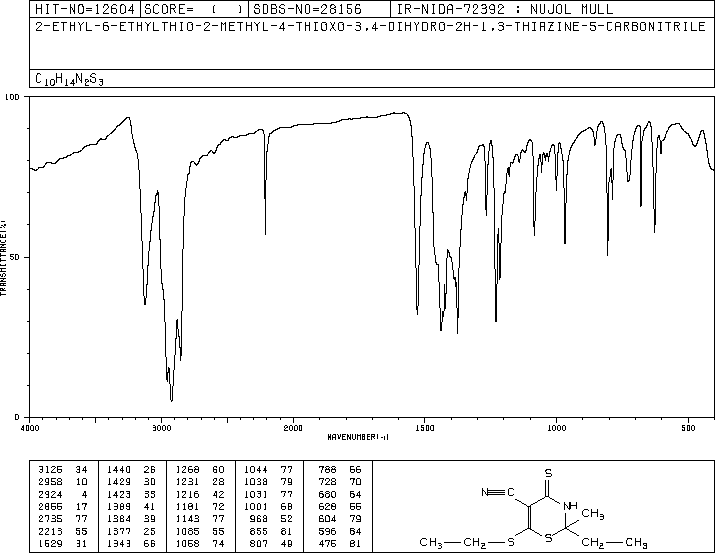 HIT-NO=12604 SCORE= ( ) SDBS-NO=28156 IR-NIDA-72392 : NUJOL MULL
2-ETHYL-6-ETHYLTHIO-2-METHYL-4-THIOXO-3,4-DIHYDRO-2H-1,3-THIAZINE-5-CARBONITRILE
C10H14N2S3
100
50
0
TRANSMITTANCE(%)
4000 3000 2000 1500 1000 500
WAVENUMBER(-1)
3125 34 1440 26 1268 60 1044 77 788 66
2958 10 1429 30 1231 28 1038 79 728 70
2924 4 1423 33 1216 42 1031 77 680 64
2855 17 1389 41 1181 72 1001 68 628 55
2735 77 1384 39 1143 77 968 52 604 79
2213 55 1377 25 1085 55 855 81 596 84
1529 31 1343 66 1058 74 807 49 475 81
S
N C NH
CH3
CH3 CH2 S S CH2 CH3